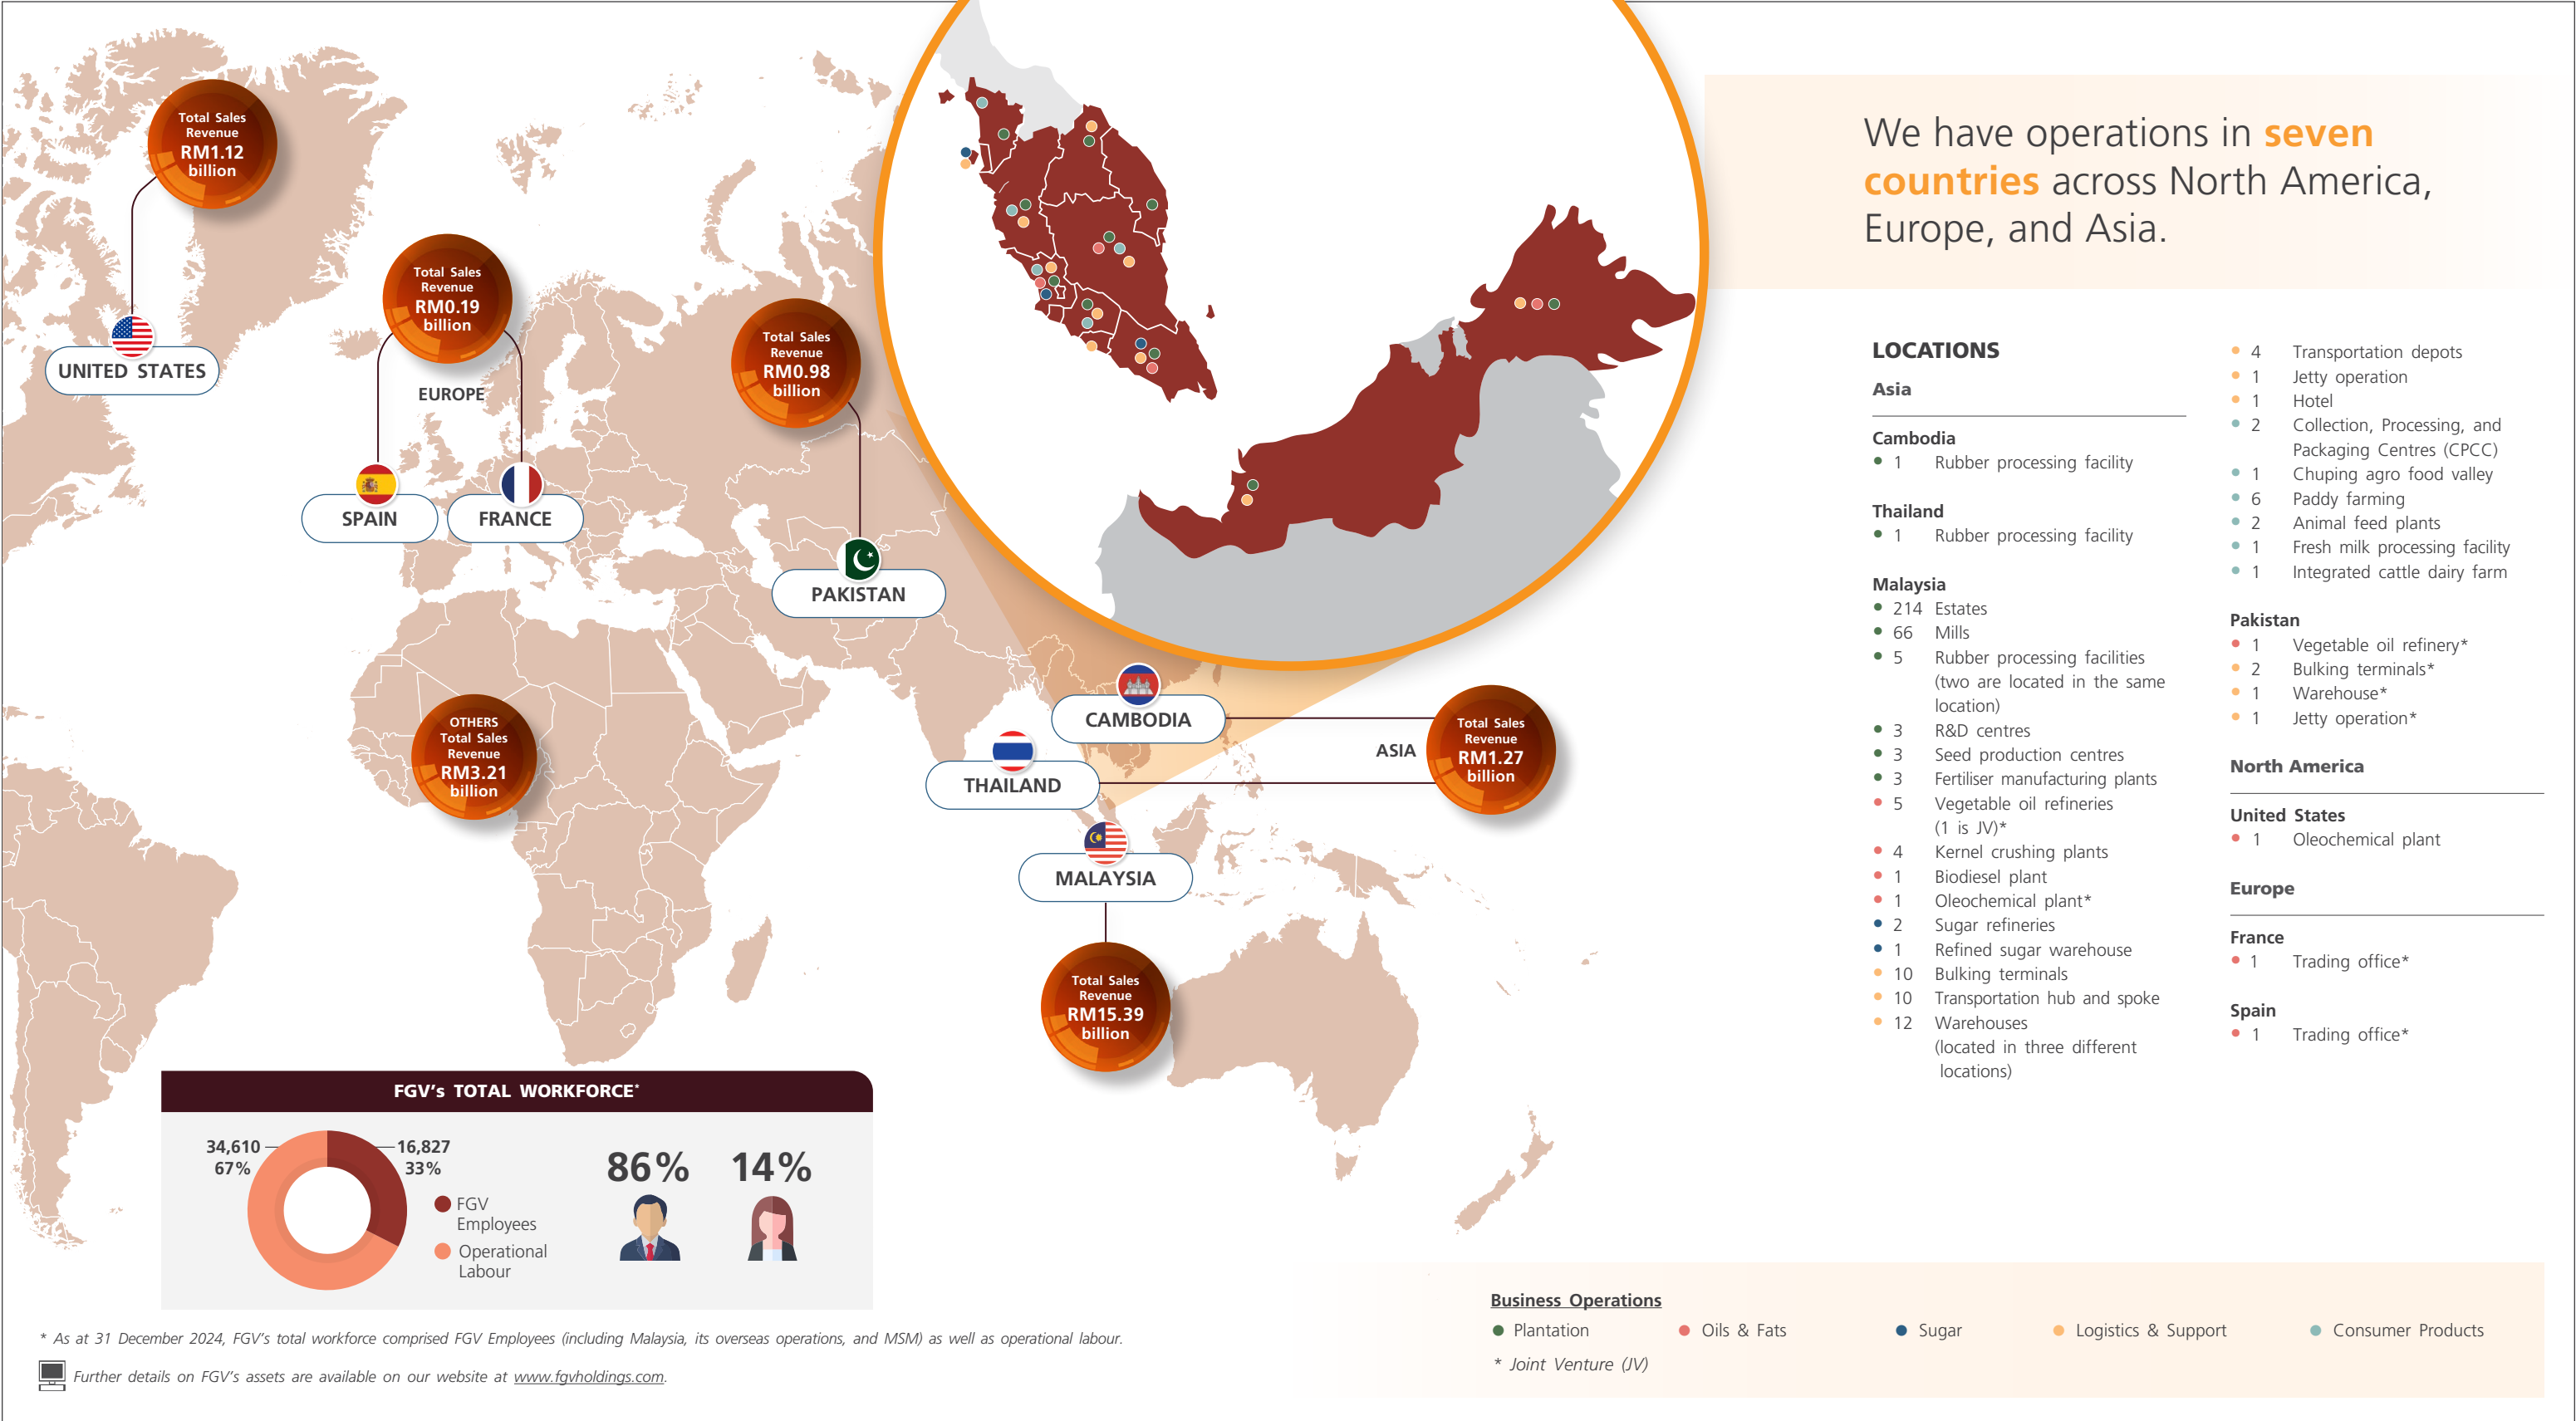 Total Sales
Revenue
RM1.12
billion
UNITED STATES
Total Sales
Revenue
RM0.19
billion
EUROPE
SPAIN
FRANCE
Total Sales
Revenue
RM0.98
billion
PAKISTAN
OTHERS
Total Sales
Revenue
RM3.21
billion
CAMBODIA
THAILAND
ASIA
Total Sales
Revenue
RM1.27
billion
MALAYSIA
Total Sales
Revenue
RM15.39
billion
We have operations in seven
countries across North America,
Europe, and Asia.
LOCATIONS
Asia
Cambodia
• 1 Rubber processing facility
Thailand
• 1 Rubber processing facility
Malaysia
• 214 Estates
• 66 Mills
• 5 Rubber processing facilities
(two are located in the same
location)
• 3 R&D centres
• 3 Seed production centres
• 3 Fertiliser manufacturing plants
• 5 Vegetable oil refineries
(1 is JV)*
• 4 Kernel crushing plants
• 1 Biodiesel plant
• 1 Oleochemical plant*
• 2 Sugar refineries
• 1 Refined sugar warehouse
• 10 Bulking terminals
• 10 Transportation hub and spoke
• 12 Warehouses
(located in three different
locations)
• 4 Transportation depots
• 1 Jetty operation
• 1 Hotel
• 2 Collection, Processing, and
Packaging Centres (CPCC)
• 1 Chuping agro food valley
• 6 Paddy farming
• 2 Animal feed plants
• 1 Fresh milk processing facility
• 1 Integrated cattle dairy farm
Pakistan
• 1 Vegetable oil refinery*
• 2 Bulking terminals*
• 1 Warehouse*
• 1 Jetty operation*
North America
United States
• 1 Oleochemical plant
Europe
France
• 1 Trading office*
Spain
• 1 Trading office*
FGV's TOTAL WORKFORCE*
34,610
67%
16,827
33%
FGV
Employees
Operational
Labour
86%
14%
* As at 31 December 2024, FGV's total workforce comprised FGV Employees (including Malaysia, its overseas operations, and MSM) as well as operational labour.
Further details on FGV's assets are available on our website at www.fgvholdings.com.
Business Operations
Plantation
Oils & Fats
Sugar
Logistics & Support
Consumer Products
* Joint Venture (JV)